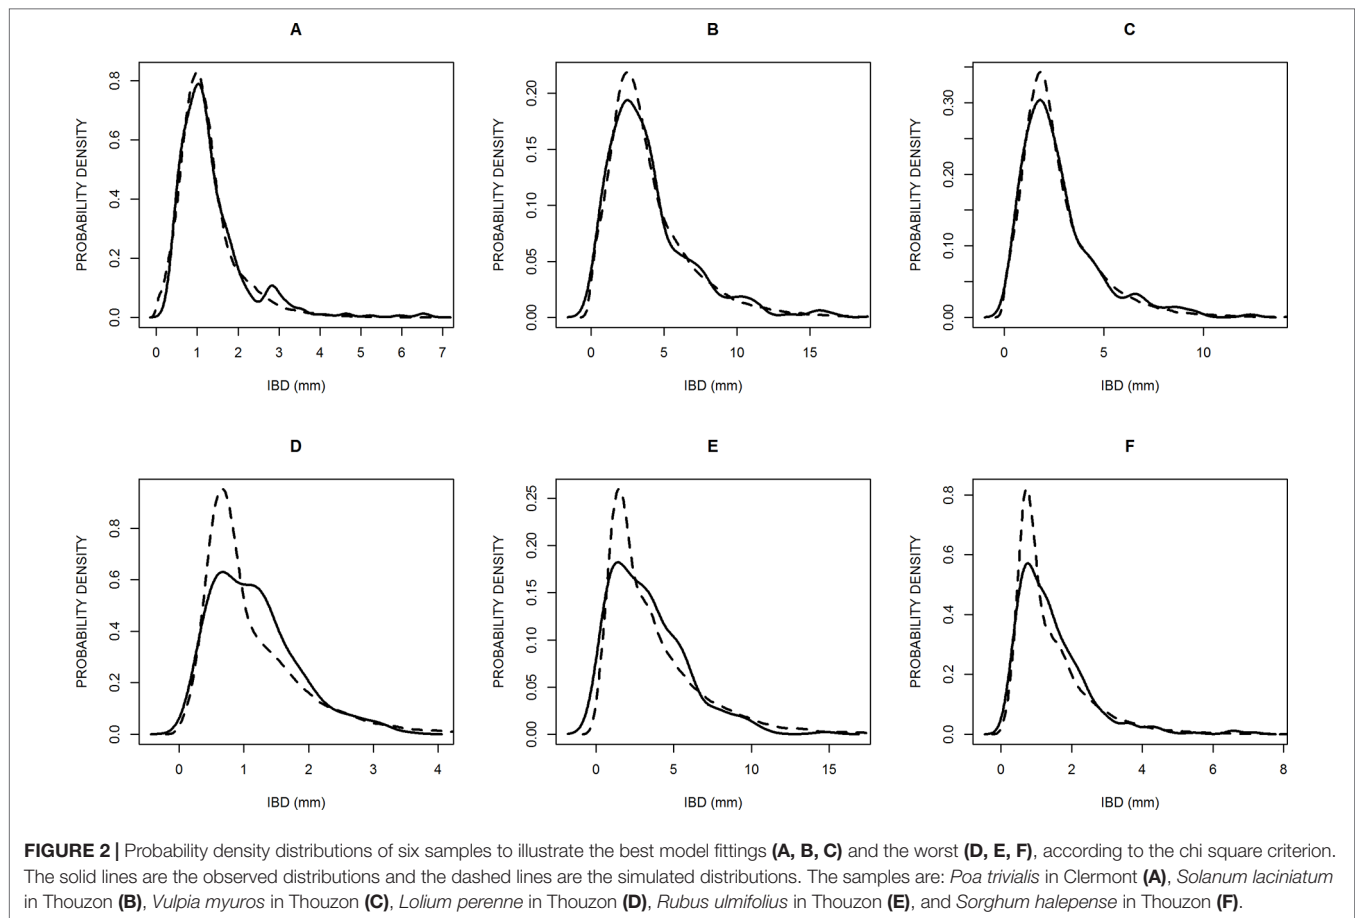 A
B
C
PROBABILITY DENSITY
0.0 0.2 0.4 0.6 0.8
0 1 2 3 4 5 6 7
IBD (mm)
PROBABILITY DENSITY
0.00 0.05 0.10 0.15 0.20
0 5 10 15
IBD (mm)
PROBABILITY DENSITY
0.00 0.10 0.20 0.30
0 5 10
IBD (mm)
D
E
F
PROBABILITY DENSITY
0.0 0.2 0.4 0.6 0.8
0 1 2 3 4
IBD (mm)
PROBABILITY DENSITY
0.00 0.05 0.10 0.15 0.20 0.25
0 5 10 15
IBD (mm)
PROBABILITY DENSITY
0.0 0.2 0.4 0.6 0.8
0 2 4 6 8
IBD (mm)
FIGURE 2 | Probability density distributions of six samples to illustrate the best model fittings (A, B, C) and the worst (D, E, F), according to the chi square criterion.
The solid lines are the observed distributions and the dashed lines are the simulated distributions. The samples are: Poa trivialis in Clermont (A), Solanum laciniatum
in Thouzon (B), Vulpia myuros in Thouzon (C), Lolium perenne in Thouzon (D), Rubus ulmifolius in Thouzon (E), and Sorghum halepense in Thouzon (F).